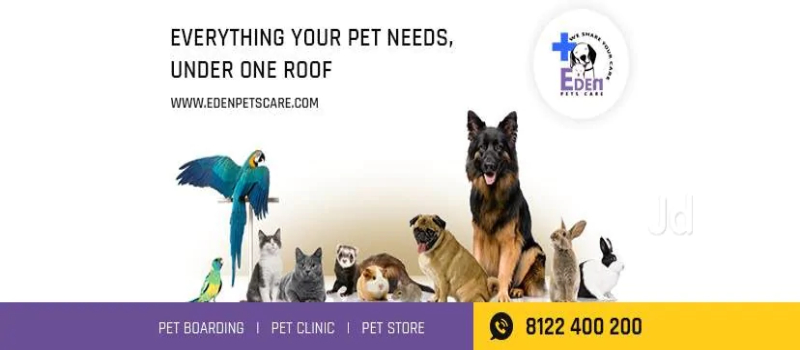 EVERYTHING YOUR PET NEEDS,
UNDER ONE ROOF
WWW.EDENPETSCARE.COM
WE SHARE YOUR CARE
EDEN
PETS CARE
Jd
PET BOARDING | PET CLINIC | PET STORE
8122 400 200